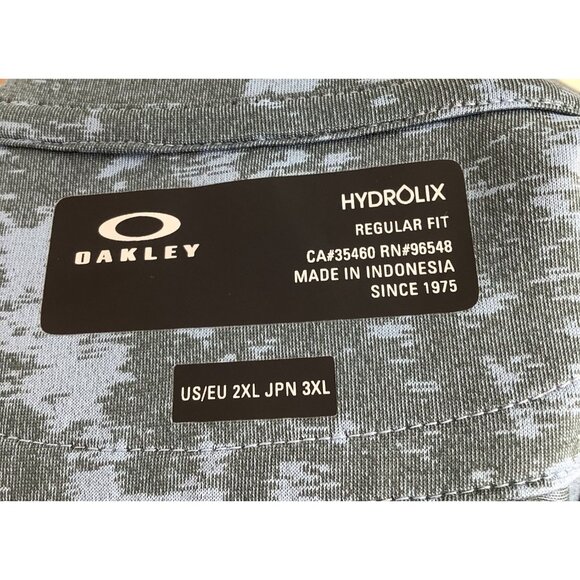 OAKLEY
HYDROLIX
REGULAR FIT
CA#35460 RN#96548
MADE IN INDONESIA
SINCE 1975
US/EU 2XL JPN 3XL